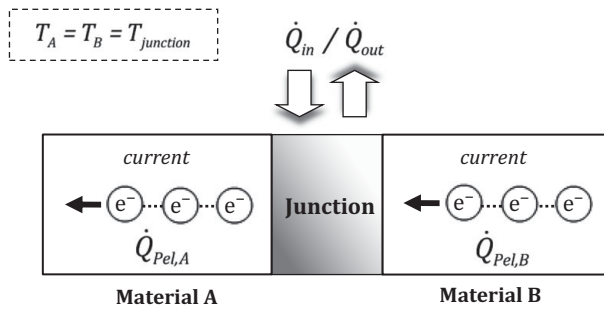 T_A = T_B = T_junction
Q̇_in / Q̇_out
current
e⁻ e⁻ e⁻
Q̇_Pel,A
Junction
current
e⁻ e⁻ e⁻
Q̇_Pel,B
Material A
Material B